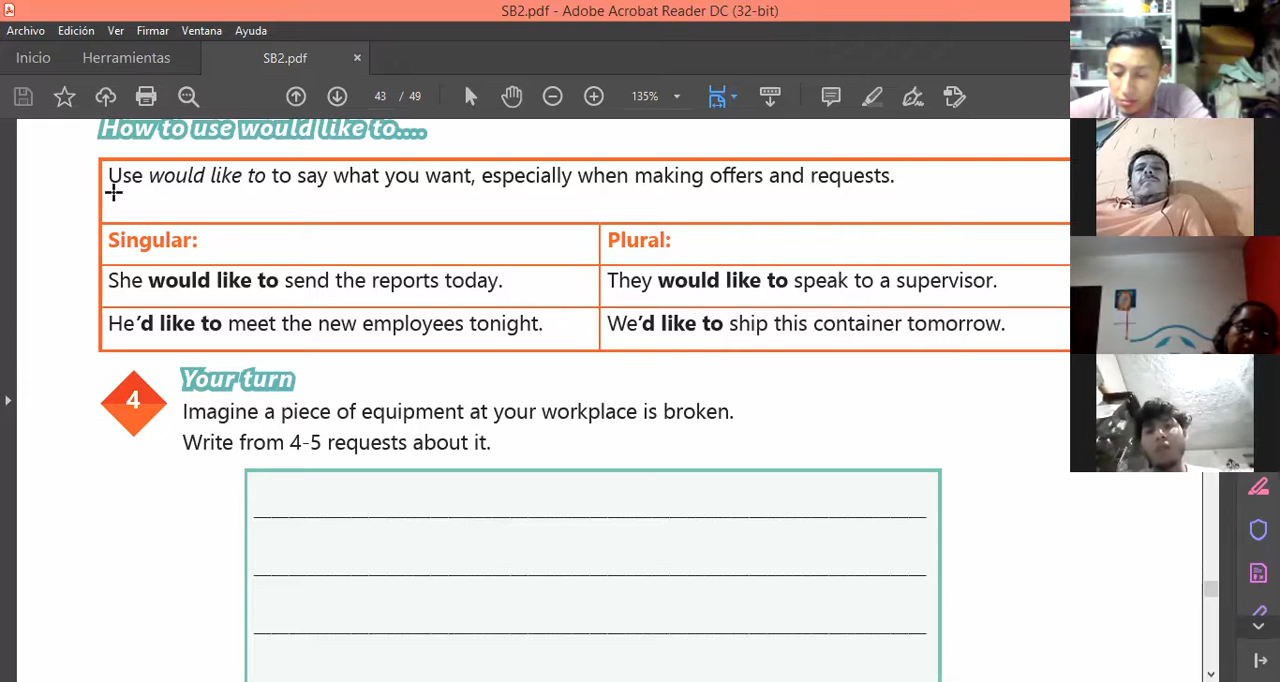 SB2.pdf - Adobe Acrobat Reader DC (32-bit)
Archivo Edición Ver Firmar Ventana Ayuda
Inicio Herramientas SB2.pdf ×
43 / 49 135%
How to use would like to....
Use would like to to say what you want, especially when making offers and requests.
Singular: Plural:
She would like to send the reports today. They would like to speak to a supervisor.
He'd like to meet the new employees tonight. We'd like to ship this container tomorrow.
4 Your turn
Imagine a piece of equipment at your workplace is broken.
Write from 4-5 requests about it.